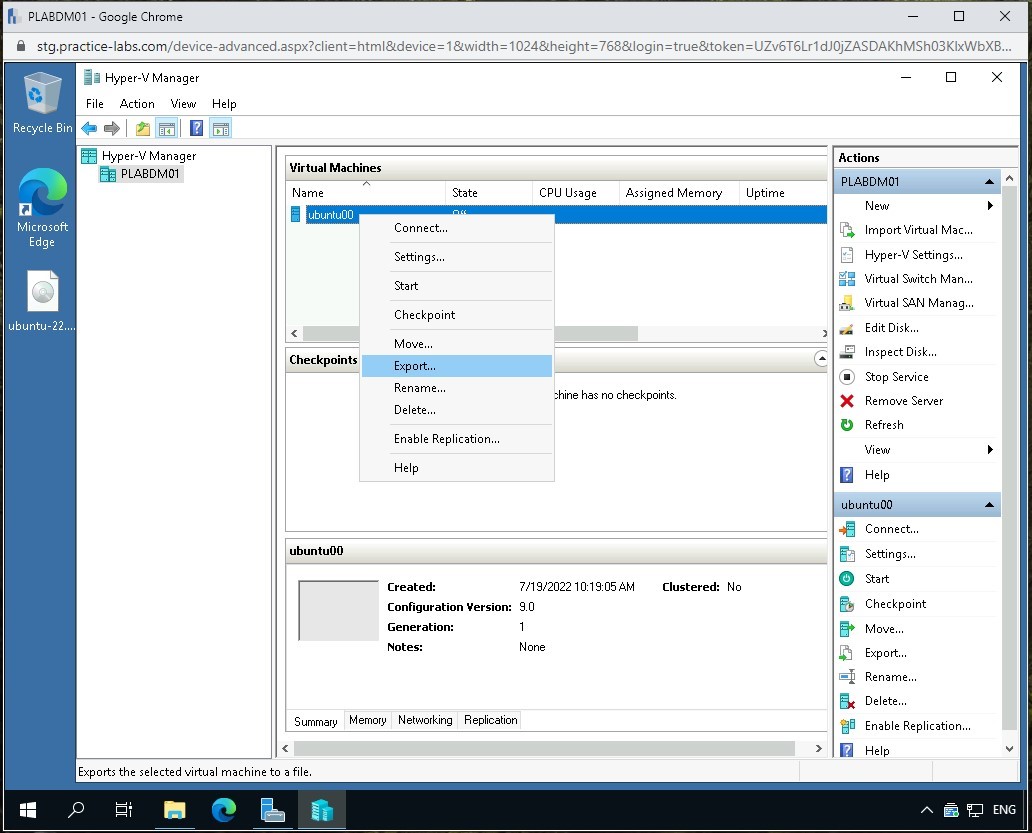 PLABDM01 - Google Chrome
stg.practice-labs.com/device-advanced.aspx?client=html&device=1&width=1024&height=768&login=true&token=UZv6T6Lr1dJ0jZASDAKhMSh03KlxWbXB...
Recycle Bin
Microsoft
Edge
ubuntu-22....
Hyper-V Manager
File Action View Help
Hyper-V Manager
PLABDM01
Virtual Machines
Name State CPU Usage Assigned Memory Uptime
ubuntu00 Off
Connect...
Settings...
Start
Checkpoint
Move...
Export...
Rename...
Delete...
Enable Replication...
Help
Checkpoints
chine has no checkpoints.
ubuntu00
Created: 7/19/2022 10:19:05 AM Clustered: No
Configuration Version: 9.0
Generation: 1
Notes: None
Summary Memory Networking Replication
Actions
PLABDM01
New
Import Virtual Mac...
Hyper-V Settings...
Virtual Switch Man...
Virtual SAN Manag...
Edit Disk...
Inspect Disk...
Stop Service
Remove Server
Refresh
View
Help
ubuntu00
Connect...
Settings...
Start
Checkpoint
Move...
Export...
Rename...
Delete...
Enable Replication...
Help
Exports the selected virtual machine to a file.
ENG